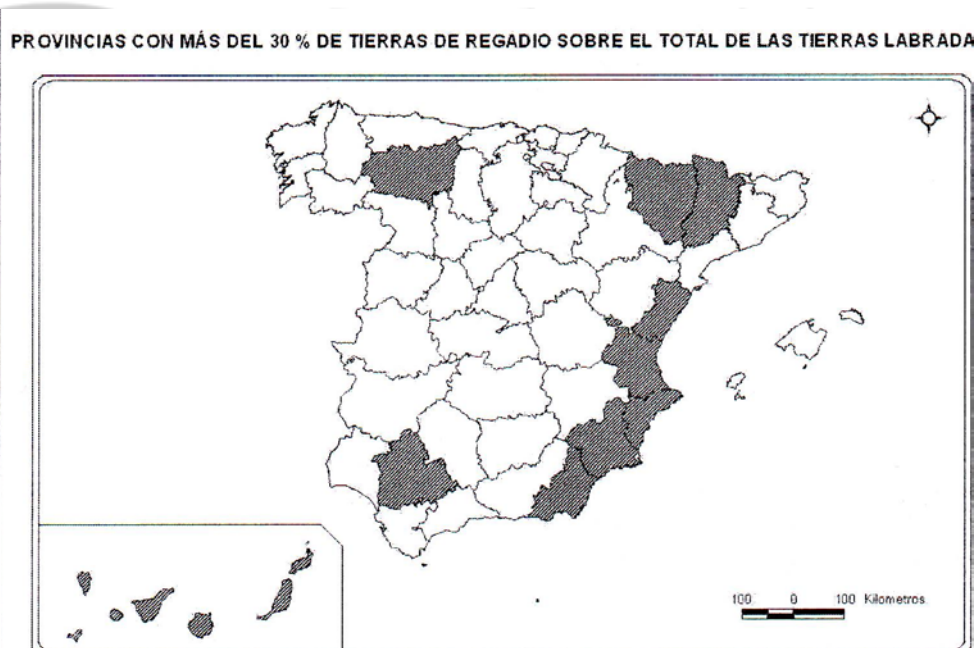 PROVINCIAS CON MÁS DEL 30 % DE TIERRAS DE REGADIO SOBRE EL TOTAL DE LAS TIERRAS LABRADA
100 0 100 Kilometros